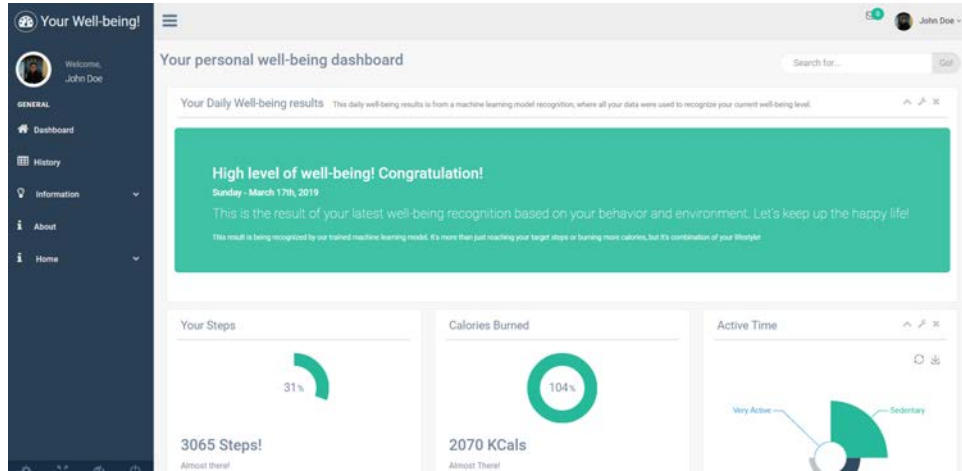 Your Well-being!
0
John Doe
Welcome,
John Doe
GENERAL
Dashboard
History
Information
About
Home
Your personal well-being dashboard
Search for...
Go!
Your Daily Well-being results This daily well-being results is from a machine learning model recognition, where all your data were used to recognize your current well-being level.
High level of well-being! Congratulation!
Sunday - March 17th, 2019
This is the result of your latest well-being recognition based on your behavior and environment. Let's keep up the happy life!
This result is being recognized by our trained machine learning model. It's more than just reaching your target steps or burning more calories, but it's combination of your lifestyle!
Your Steps
31%
3065 Steps!
Almost there!
Calories Burned
104%
2070 KCals
Almost There!
Active Time
Very Active
Sedentary